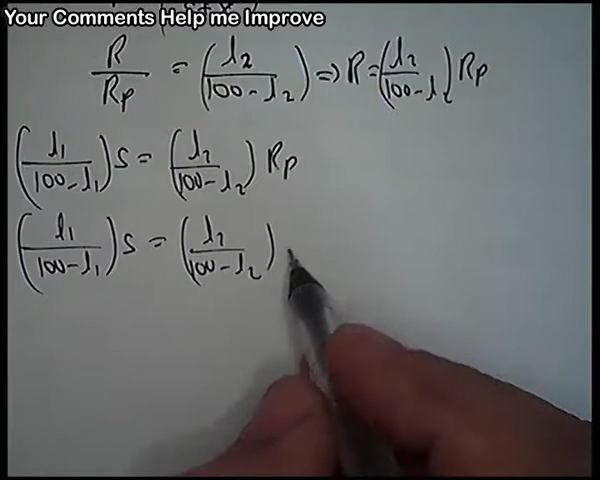 Your Comments Help me Improve
R/Rp = (l2/100-l2) => R = (l2/100-l2) Rp
(l1/100-l1) S = (l2/100-l2) Rp
(l1/100-l1) S = (l2/100-l2)